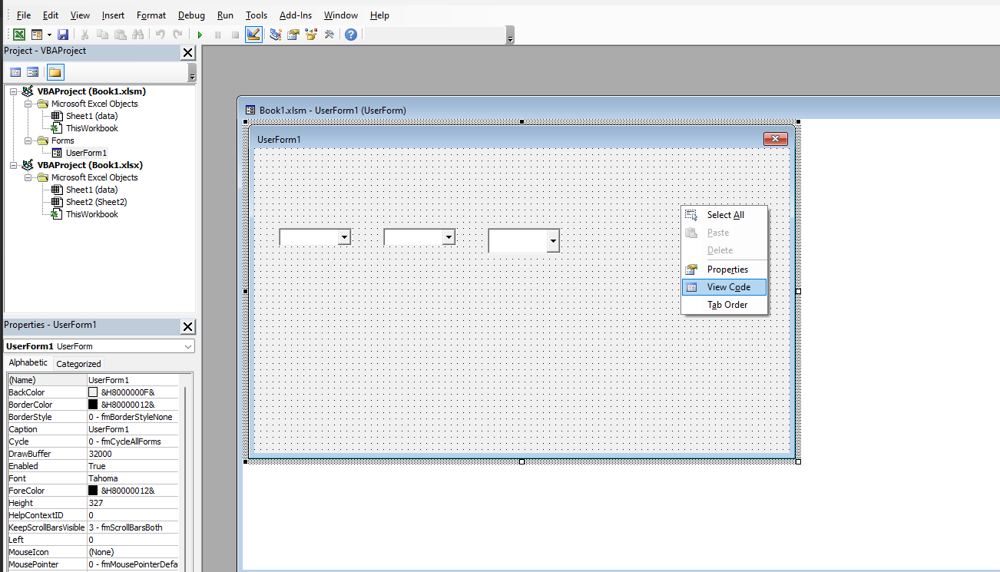 File Edit View Insert Format Debug Run Tools Add-Ins Window Help
Project - VBAProject
VBAProject (Book1.xlsm)
Microsoft Excel Objects
Sheet1 (data)
ThisWorkbook
Forms
UserForm1
VBAProject (Book1.xlsx)
Microsoft Excel Objects
Sheet1 (data)
Sheet2 (Sheet2)
ThisWorkbook
Properties - UserForm1
UserForm1 UserForm
Alphabetic Categorized
(Name) UserForm1
BackColor &H8000000F&
BorderColor &H80000012&
BorderStyle 0 - fmBorderStyleNone
Caption UserForm1
Cycle 0 - fmCycleAllForms
DrawBuffer 32000
Enabled True
Font Tahoma
ForeColor &H80000012&
Height 327
HelpContextID 0
KeepScrollBarsVisible 3 - fmScrollBarsBoth
Left 0
MouseIcon (None)
MousePointer 0 - fmMousePointerDefa
Book1.xlsm - UserForm1 (UserForm)
UserForm1
Select All
Paste
Delete
Properties
View Code
Tab Order